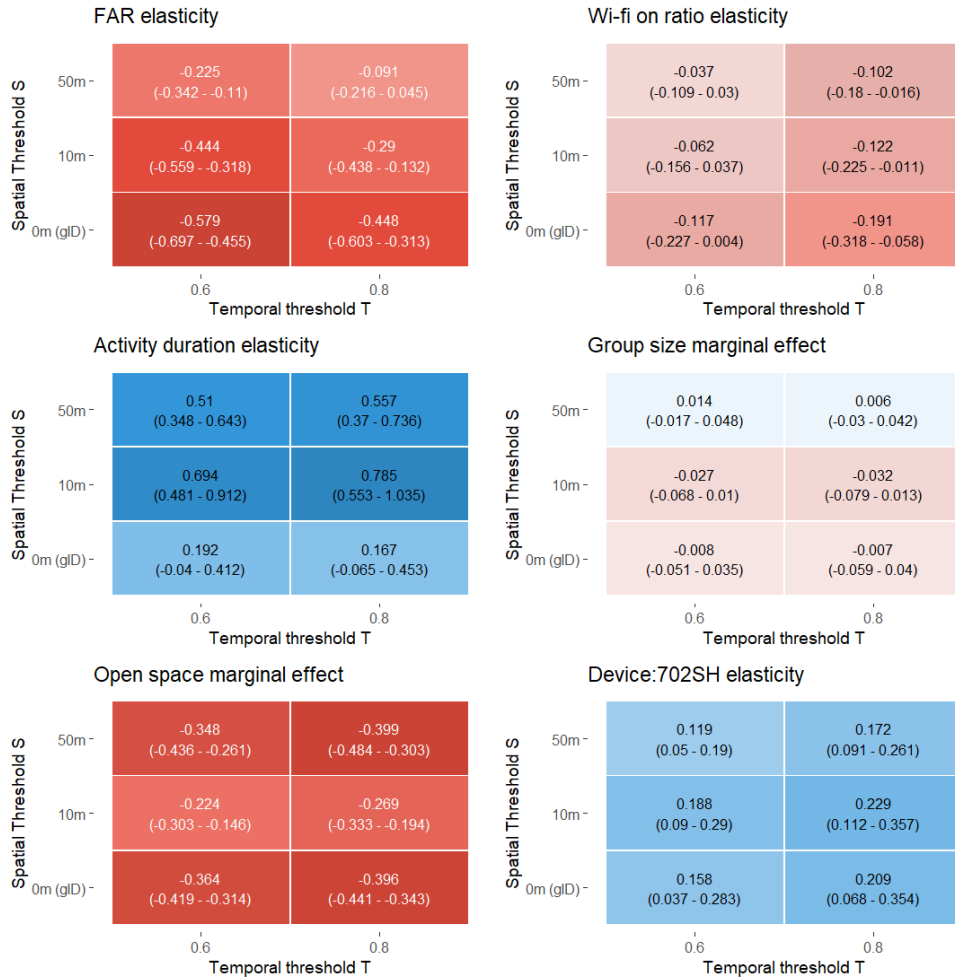 FAR elasticity
Spatial Threshold S
50m
-0.225
(-0.342 - -0.11)
-0.091
(-0.216 - 0.045)
10m
-0.444
(-0.559 - -0.318)
-0.29
(-0.438 - -0.132)
0m (gID)
-0.579
(-0.697 - -0.455)
-0.448
(-0.603 - -0.313)
0.6
0.8
Temporal threshold T
Wi-fi on ratio elasticity
Spatial Threshold S
50m
-0.037
(-0.109 - 0.03)
-0.102
(-0.18 - -0.016)
10m
-0.062
(-0.156 - 0.037)
-0.122
(-0.225 - -0.011)
0m (gID)
-0.117
(-0.227 - 0.004)
-0.191
(-0.318 - -0.058)
0.6
0.8
Temporal threshold T
Activity duration elasticity
Spatial Threshold S
50m
0.51
(0.348 - 0.643)
0.557
(0.37 - 0.736)
10m
0.694
(0.481 - 0.912)
0.785
(0.553 - 1.035)
0m (gID)
0.192
(-0.04 - 0.412)
0.167
(-0.065 - 0.453)
0.6
0.8
Temporal threshold T
Group size marginal effect
Spatial Threshold S
50m
0.014
(-0.017 - 0.048)
0.006
(-0.03 - 0.042)
10m
-0.027
(-0.068 - 0.01)
-0.032
(-0.079 - 0.013)
0m (gID)
-0.008
(-0.051 - 0.035)
-0.007
(-0.059 - 0.04)
0.6
0.8
Temporal threshold T
Open space marginal effect
Spatial Threshold S
50m
-0.348
(-0.436 - -0.261)
-0.399
(-0.484 - -0.303)
10m
-0.224
(-0.303 - -0.146)
-0.269
(-0.333 - -0.194)
0m (gID)
-0.364
(-0.419 - -0.314)
-0.396
(-0.441 - -0.343)
0.6
0.8
Temporal threshold T
Device:702SH elasticity
Spatial Threshold S
50m
0.119
(0.05 - 0.19)
0.172
(0.091 - 0.261)
10m
0.188
(0.09 - 0.29)
0.229
(0.112 - 0.357)
0m (gID)
0.158
(0.037 - 0.283)
0.209
(0.068 - 0.354)
0.6
0.8
Temporal threshold T